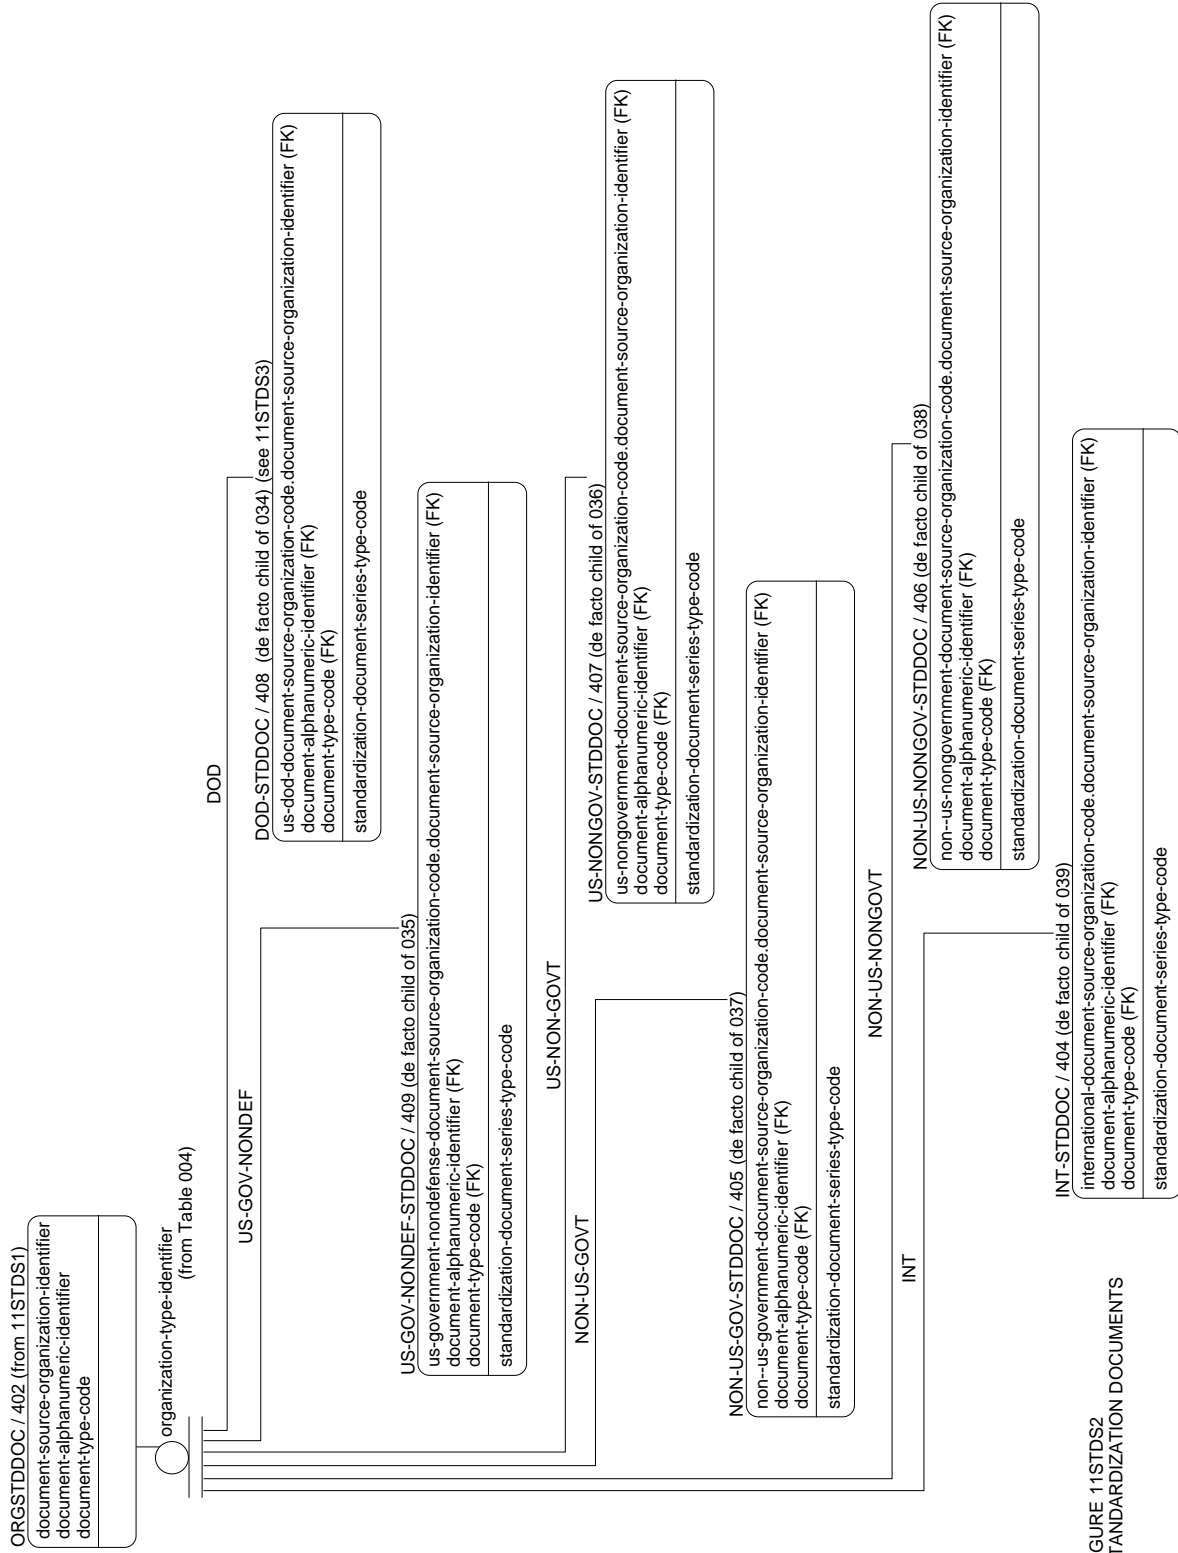 ORGSTDDOC / 402 (from 11STDS1)
document-source-organization-identifier
document-alphanumeric-identifier
document-type-code
organization-type-identifier
(from Table 004)
DOD
DOD-STDDOC / 408 (de facto child of 034) (see 11STDS3)
us-dod-document-source-organization-code.document-source-organization-identifier (FK)
document-alphanumeric-identifier (FK)
document-type-code (FK)
standardization-document-series-type-code
US-GOV-NONDEF
US-GOV-NONDEF-STDDOC / 409 (de facto child of 035)
us-government-nondefense-document-source-organization-code.document-source-organization-identifier (FK)
document-alphanumeric-identifier (FK)
document-type-code (FK)
standardization-document-series-type-code
US-NON-GOVT
US-NONGOV-STDDOC / 407 (de facto child of 036)
us-nongovernment-document-source-organization-code.document-source-organization-identifier (FK)
document-alphanumeric-identifier (FK)
document-type-code (FK)
standardization-document-series-type-code
NON-US-GOVT
NON-US-GOV-STDDOC / 405 (de facto child of 037)
non--us-government-document-source-organization-code.document-source-organization-identifier (FK)
document-alphanumeric-identifier (FK)
document-type-code (FK)
standardization-document-series-type-code
NON-US-NONGOVT
NON-US-NONGOV-STDDOC / 406 (de facto child of 038)
non--us-nongovernment-document-source-organization-code.document-source-organization-identifier (FK)
document-alphanumeric-identifier (FK)
document-type-code (FK)
standardization-document-series-type-code
INT
INT-STDDOC / 404 (de facto child of 039)
international-document-source-organization-code.document-source-organization-identifier (FK)
document-alphanumeric-identifier (FK)
document-type-code (FK)
standardization-document-series-type-code
GURE 11STDS2
TANDARDIZATION DOCUMENTS